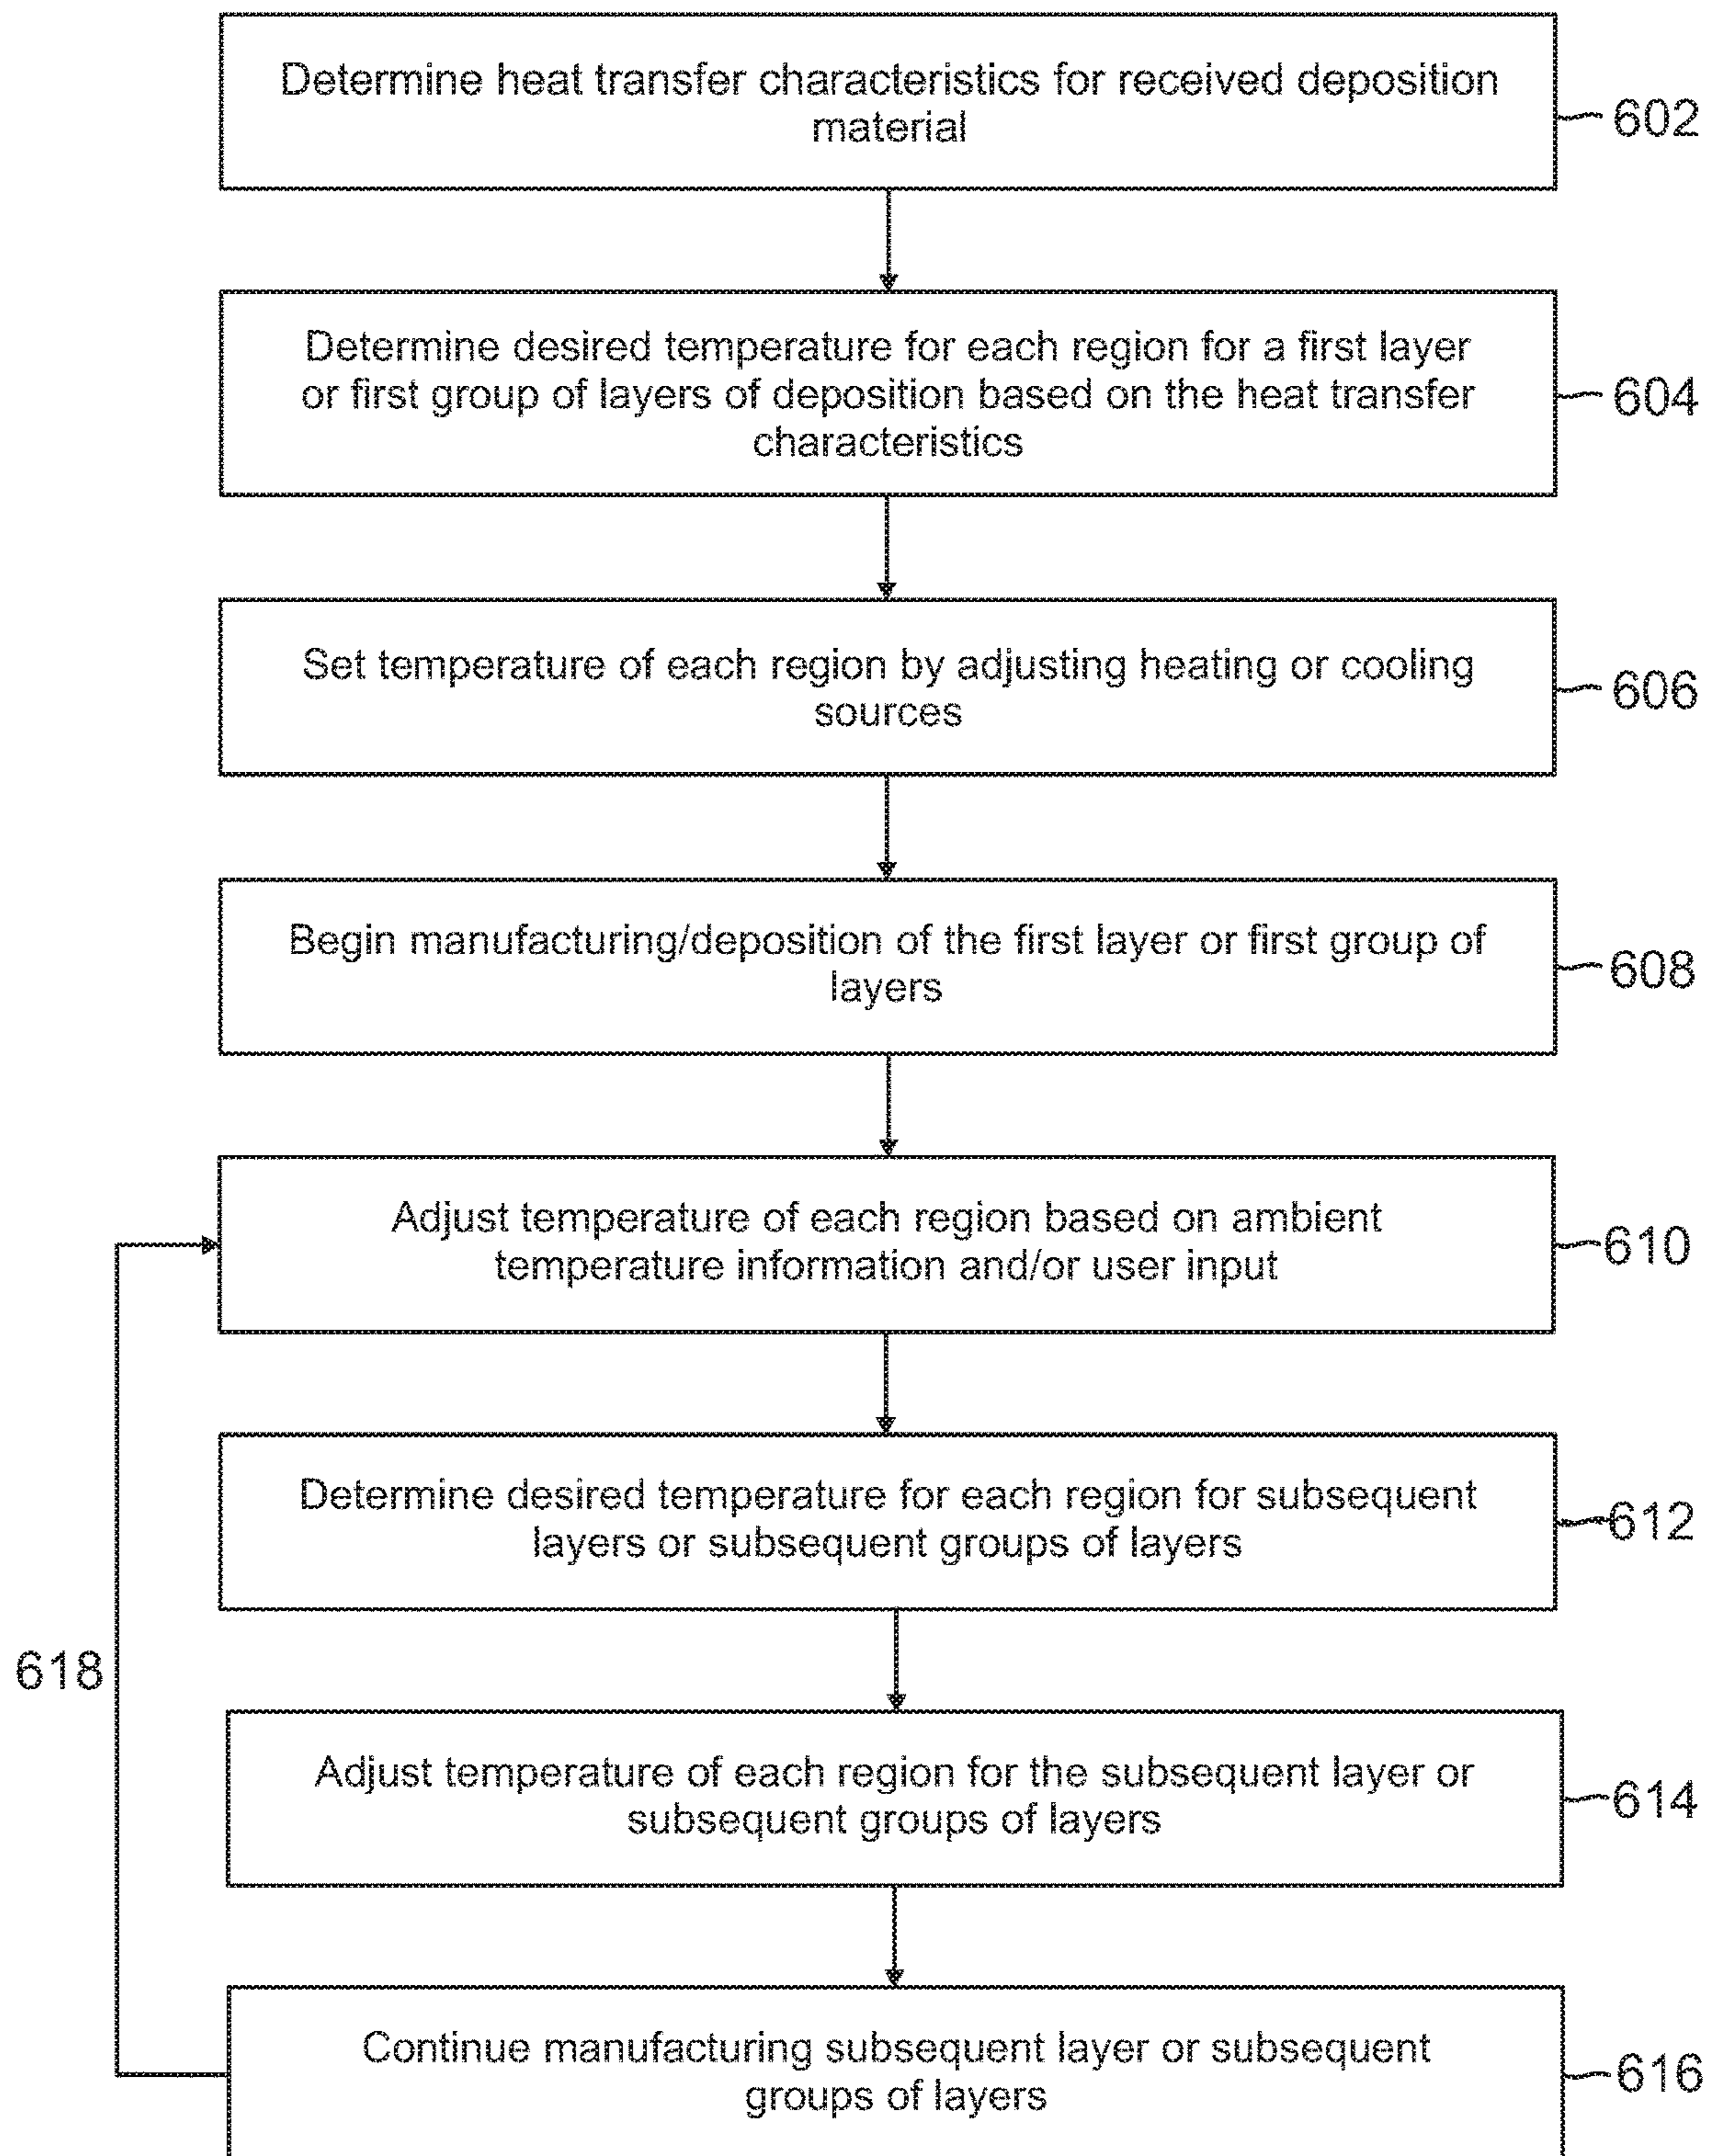 Determine heat transfer characteristics for received deposition
material
602
Determine desired temperature for each region for a first layer
or first group of layers of deposition based on the heat transfer
characteristics
604
Set temperature of each region by adjusting heating or cooling
sources
606
Begin manufacturing/deposition of the first layer or first group of
layers
608
Adjust temperature of each region based on ambient
temperature information and/or user input
610
Determine desired temperature for each region for subsequent
layers or subsequent groups of layers
612
618
Adjust temperature of each region for the subsequent layer or
subsequent groups of layers
614
Continue manufacturing subsequent layer or subsequent
groups of layers
616